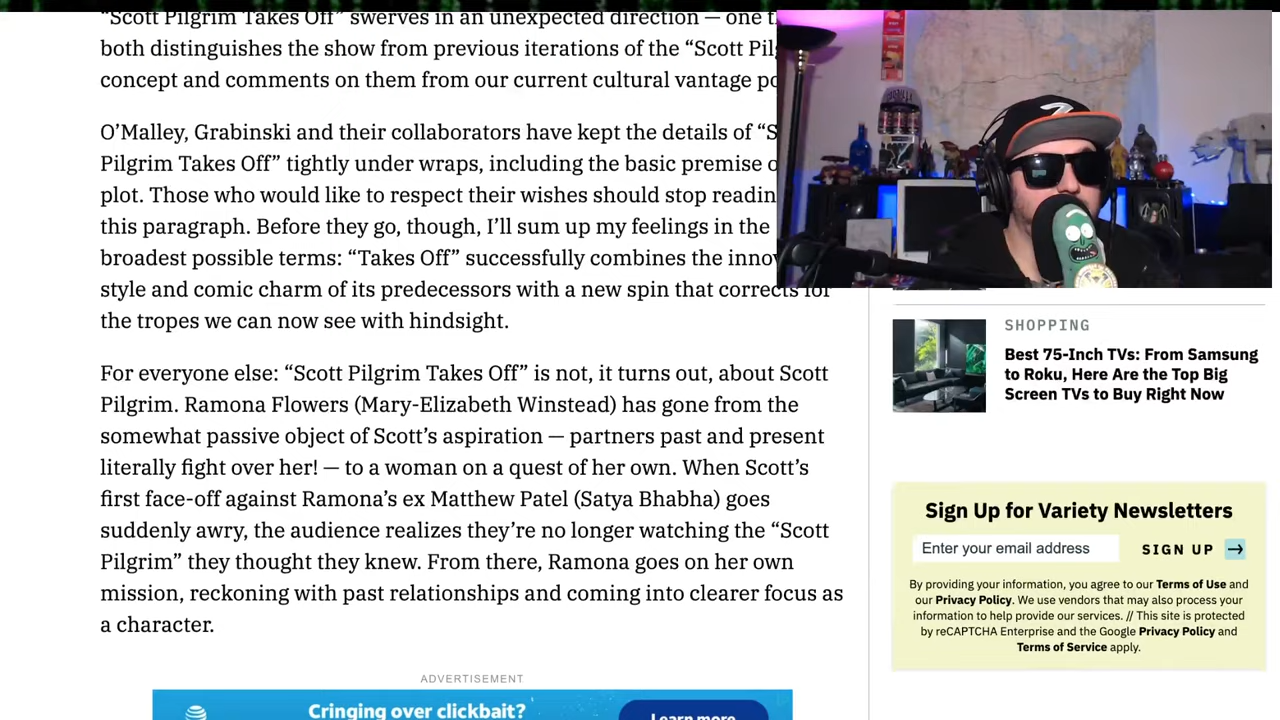 “Scott Pilgrim Takes Off” swerves in an unexpected direction — one
both distinguishes the show from previous iterations of the “Scott
concept and comments on them from our current cultural vantage
O’Malley, Grabinski and their collaborators have kept the details of
Pilgrim Takes Off” tightly under wraps, including the basic premise
plot. Those who would like to respect their wishes should stop
this paragraph. Before they go, though, I’ll sum up my feelings in the
broadest possible terms: “Takes Off” successfully combines the
style and comic charm of its predecessors with a new spin that corrects for
the tropes we can now see with hindsight.
For everyone else: “Scott Pilgrim Takes Off” is not, it turns out, about Scott
Pilgrim. Ramona Flowers (Mary-Elizabeth Winstead) has gone from the
somewhat passive object of Scott’s aspiration — partners past and present
literally fight over her! — to a woman on a quest of her own. When Scott’s
first face-off against Ramona’s ex Matthew Patel (Satya Bhabha) goes
suddenly awry, the audience realizes they’re no longer watching the “Scott
Pilgrim” they thought they knew. From there, Ramona goes on her own
mission, reckoning with past relationships and coming into clearer focus as
a character.
ADVERTISEMENT
Cringing over clickbait?
Learn more
SHOPPING
Best 75-Inch TVs: From Samsung
to Roku, Here Are the Top Big
Screen TVs to Buy Right Now
Sign Up for Variety Newsletters
Enter your email address
SIGN UP →
By providing your information, you agree to our Terms of Use and
our Privacy Policy. We use vendors that may also process your
information to help provide our services. // This site is protected
by reCAPTCHA Enterprise and the Google Privacy Policy and
Terms of Service apply.